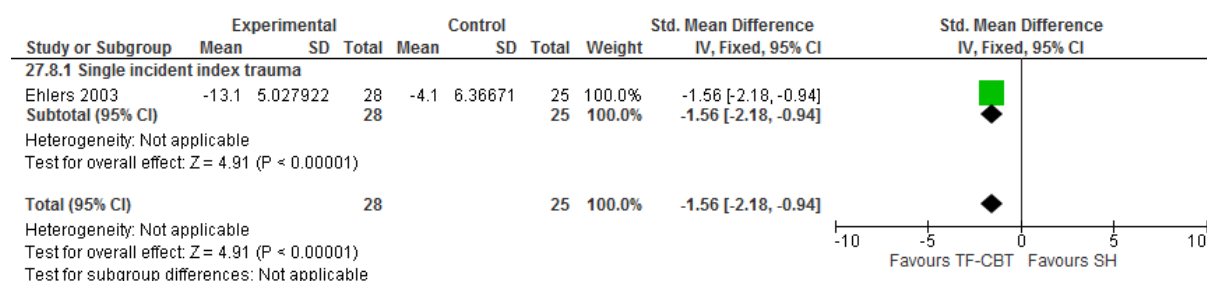 Experimental Control Std. Mean Difference Std. Mean Difference
Study or Subgroup Mean SD Total Mean SD Total Weight IV, Fixed, 95% CI IV, Fixed, 95% CI
27.8.1 Single incident index trauma
Ehlers 2003 -13.1 5.027922 28 -4.1 6.36671 25 100.0% -1.56 [-2.18, -0.94]
Subtotal (95% CI) 28 25 100.0% -1.56 [-2.18, -0.94]
Heterogeneity: Not applicable
Test for overall effect: Z = 4.91 (P < 0.00001)
Total (95% CI) 28 25 100.0% -1.56 [-2.18, -0.94]
Heterogeneity: Not applicable
Test for overall effect: Z = 4.91 (P < 0.00001)
Test for subgroup differences: Not applicable
-10 -5 0 5 10
Favours TF-CBT Favours SH